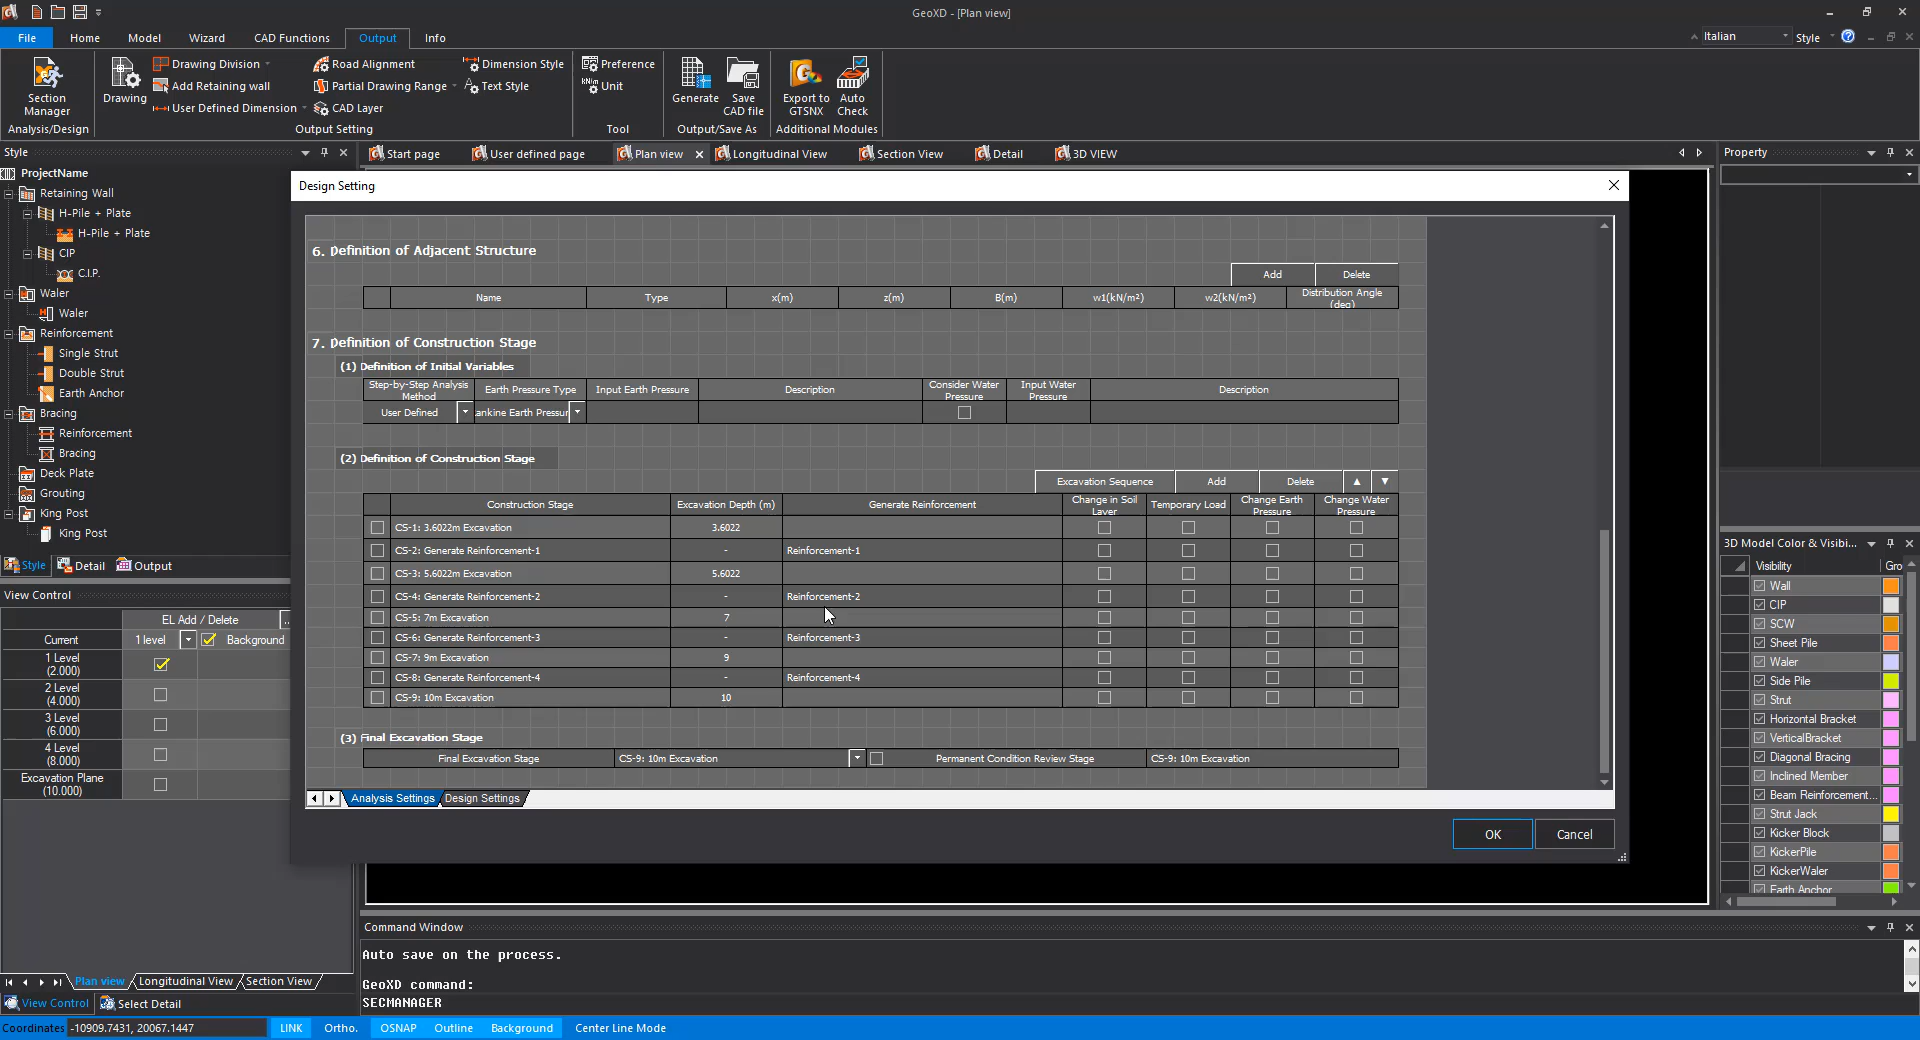 GeoXD - [Plan view]
File Home Model Wizard CAD Functions Output Info
Italian Style
Section Manager
Analysis/Design
Drawing
Drawing Division
Add Retaining wall
User Defined Dimension
Road Alignment
Partial Drawing Range
CAD Layer
Dimension Style
Text Style
Output Setting
Preference
Unit
Tool
Generate
Save CAD file
Output/Save As
Export to GTSNX
Auto Check
Additional Modules
Style
ProjectName
Retaining Wall
H-Pile + Plate
H-Pile + Plate
CIP
C.I.P.
Waler
Waler
Reinforcement
Single Strut
Double Strut
Earth Anchor
Bracing
Reinforcement
Bracing
Deck Plate
Grouting
King Post
King Post
Style Detail Output
View Control
EL Add / Delete ...
Current 1 level Background
1 Level
(2.000)
2 Level
(4.000)
3 Level
(6.000)
4 Level
(8.000)
Excavation Plane
(10.000)
Plan view Longitudinal View Section View
View Control Select Detail
Start page User defined page Plan view Longitudinal View Section View Detail 3D VIEW
Design Setting
6. Definition of Adjacent Structure
Add Delete
Name Type x(m) z(m) B(m) w1(kN/m²) w2(kN/m²) Distribution Angle (deg)
7. Definition of Construction Stage
(1) Definition of Initial Variables
Step-by-Step Analysis Method Earth Pressure Type Input Earth Pressure Description Consider Water Pressure Input Water Pressure Description
User Defined ankine Earth Pressur
(2) Definition of Construction Stage
Excavation Sequence Add Delete ▲ ▼
Construction Stage Excavation Depth (m) Generate Reinforcement Change in Soil Layer Temporary Load Change Earth Pressure Change Water Pressure
CS-1: 3.6022m Excavation 3.6022
CS-2: Generate Reinforcement-1 - Reinforcement-1
CS-3: 5.6022m Excavation 5.6022
CS-4: Generate Reinforcement-2 - Reinforcement-2
CS-5: 7m Excavation 7
CS-6: Generate Reinforcement-3 - Reinforcement-3
CS-7: 9m Excavation 9
CS-8: Generate Reinforcement-4 - Reinforcement-4
CS-9: 10m Excavation 10
(3) Final Excavation Stage
Final Excavation Stage CS-9: 10m Excavation Permanent Condition Review Stage CS-9: 10m Excavation
Analysis Settings Design Settings
OK Cancel
Property
3D Model Color & Visibi...
Visibility Gro
Wall
CIP
SCW
Sheet Pile
Waler
Side Pile
Strut
Horizontal Bracket
VerticalBracket
Diagonal Bracing
Inclined Member
Beam Reinforcement...
Strut Jack
Kicker Block
KickerPile
KickerWaler
Earth Anchor
Command Window
Auto save on the process.
GeoXD command:
SECMANAGER
Coordinates -10909.7431, 20067.1447 LINK Ortho. OSNAP Outline Background Center Line Mode